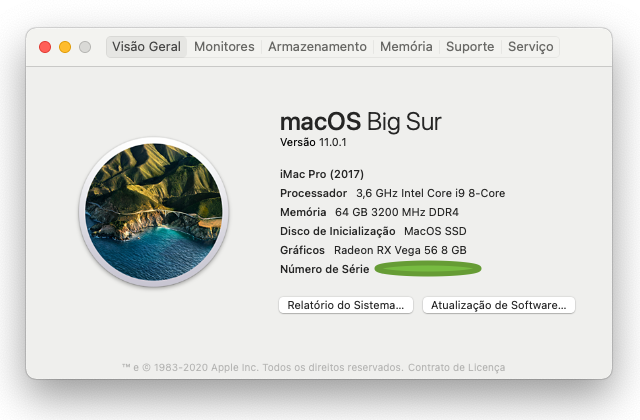 Visão Geral Monitores Armazenamento Memória Suporte Serviço
macOS Big Sur
Versão 11.0.1
iMac Pro (2017)
Processador 3,6 GHz Intel Core i9 8-Core
Memória 64 GB 3200 MHz DDR4
Disco de Inicialização MacOS SSD
Gráficos Radeon RX Vega 56 8 GB
Número de Série
Relatório do Sistema... Atualização de Software...
™ e © 1983-2020 Apple Inc. Todos os direitos reservados. Contrato de Licença